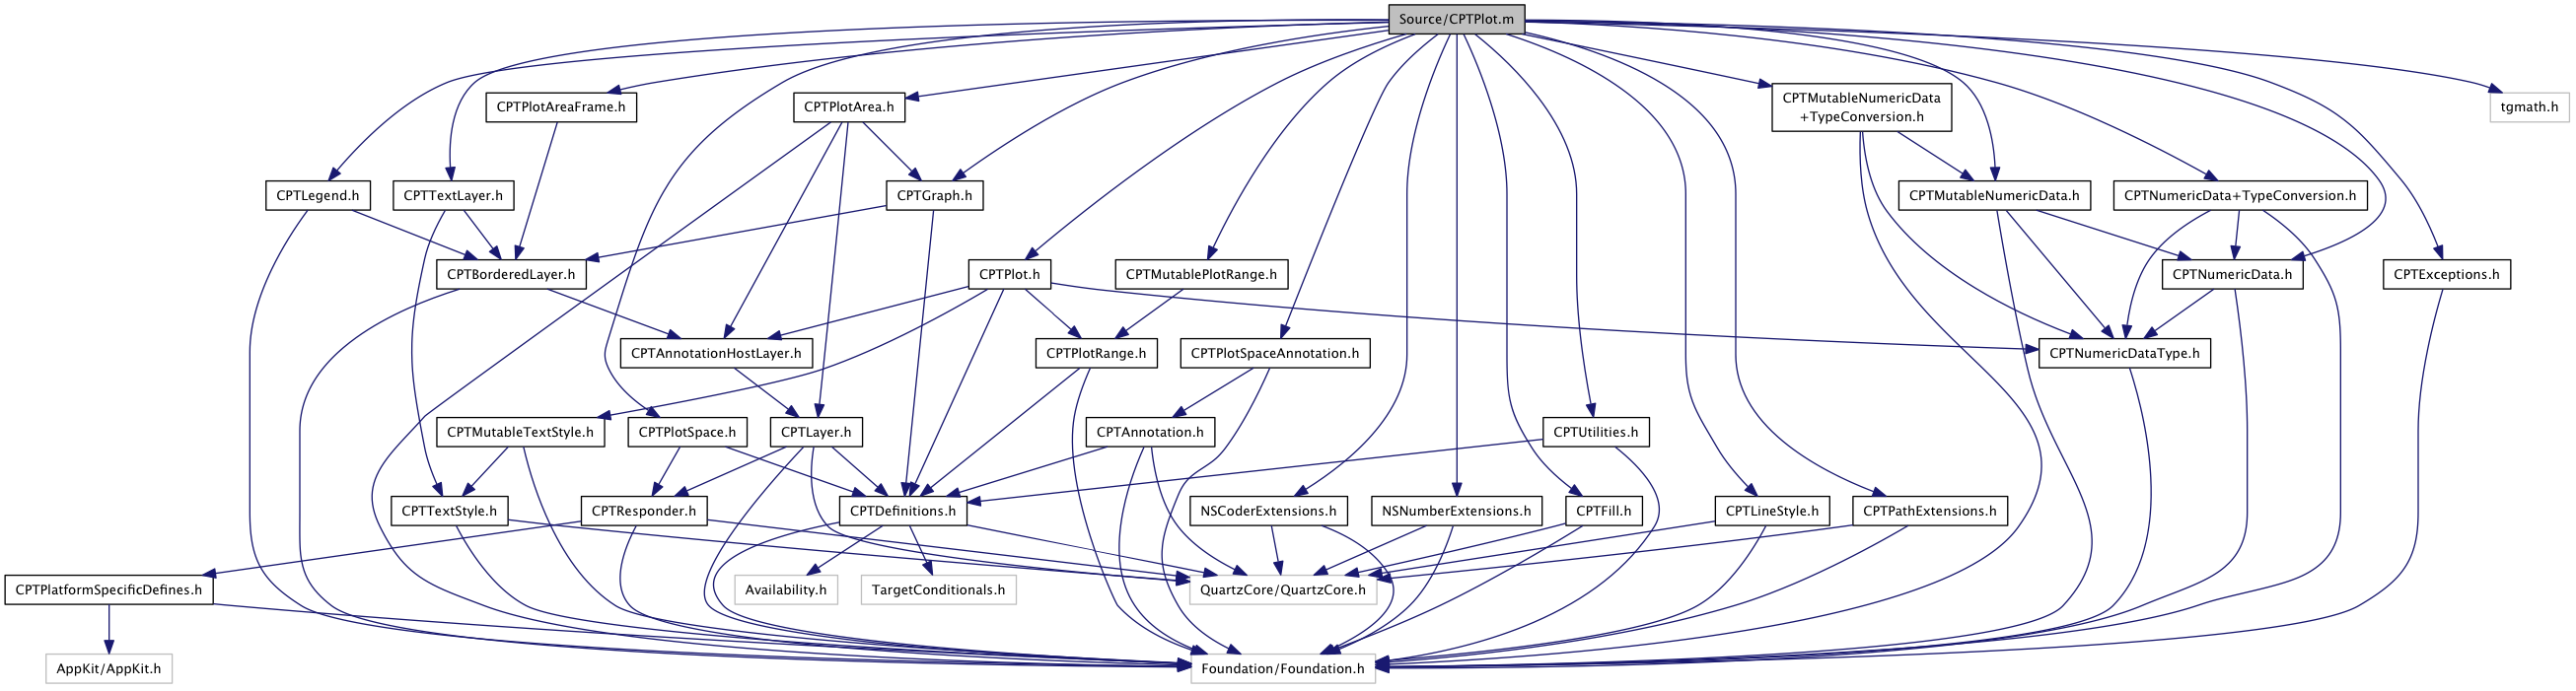 Source/CPTPlot.m
CPTPlotAreaFrame.h
CPTPlotArea.h
CPTMutableNumericData
+TypeConversion.h
tgmath.h
CPTLegend.h
CPTTextLayer.h
CPTGraph.h
CPTMutableNumericData.h
CPTNumericData+TypeConversion.h
CPTBorderedLayer.h
CPTPlot.h
CPTMutablePlotRange.h
CPTNumericData.h
CPTExceptions.h
CPTAnnotationHostLayer.h
CPTPlotRange.h
CPTPlotSpaceAnnotation.h
CPTNumericDataType.h
CPTMutableTextStyle.h
CPTPlotSpace.h
CPTLayer.h
CPTAnnotation.h
CPTUtilities.h
CPTTextStyle.h
CPTResponder.h
CPTDefinitions.h
NSCoderExtensions.h
NSNumberExtensions.h
CPTFill.h
CPTLineStyle.h
CPTPathExtensions.h
CPTPlatformSpecificDefines.h
Availability.h
TargetConditionals.h
QuartzCore/QuartzCore.h
AppKit/AppKit.h
Foundation/Foundation.h